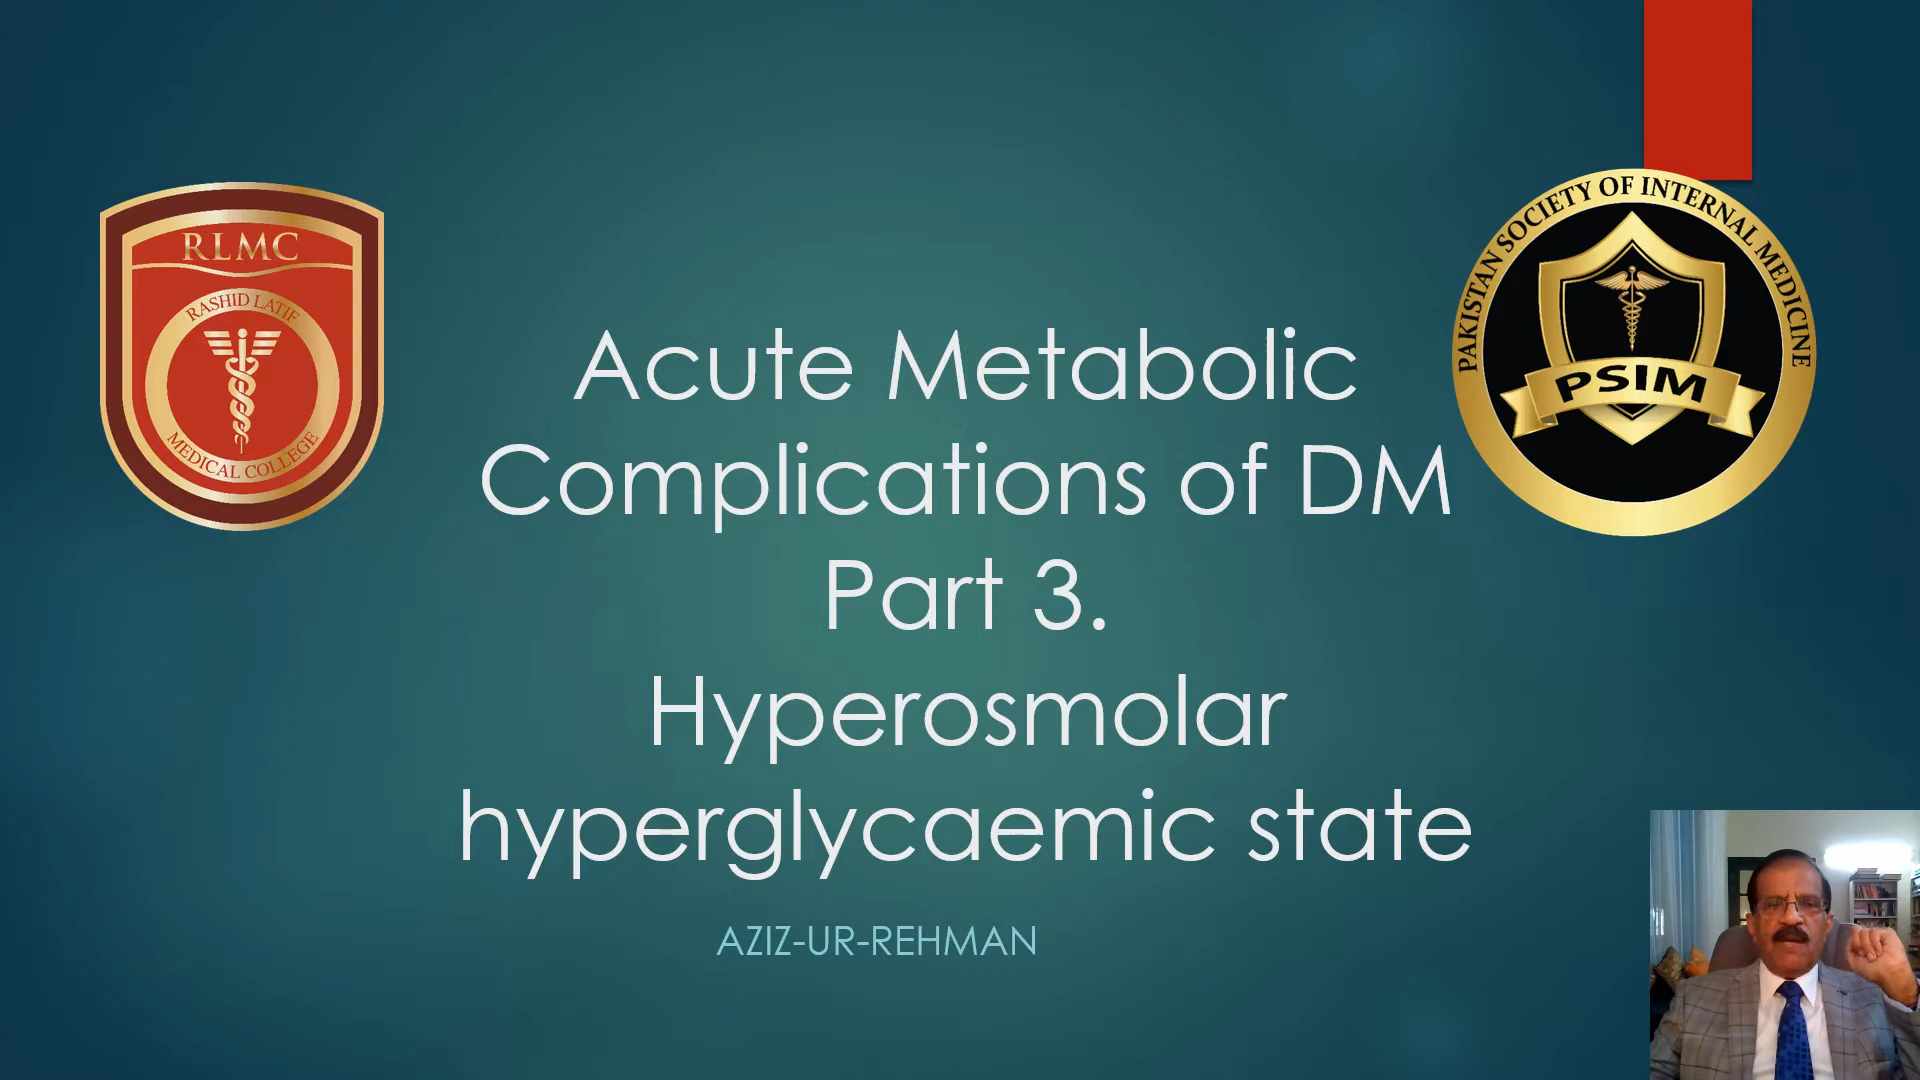 RLMC
RASHID LATIF
MEDICAL COLLEGE
PAKISTAN SOCIETY OF INTERNAL MEDICINE
PSIM
Acute Metabolic
Complications of DM
Part 3.
Hyperosmolar
hyperglycaemic state
AZIZ-UR-REHMAN